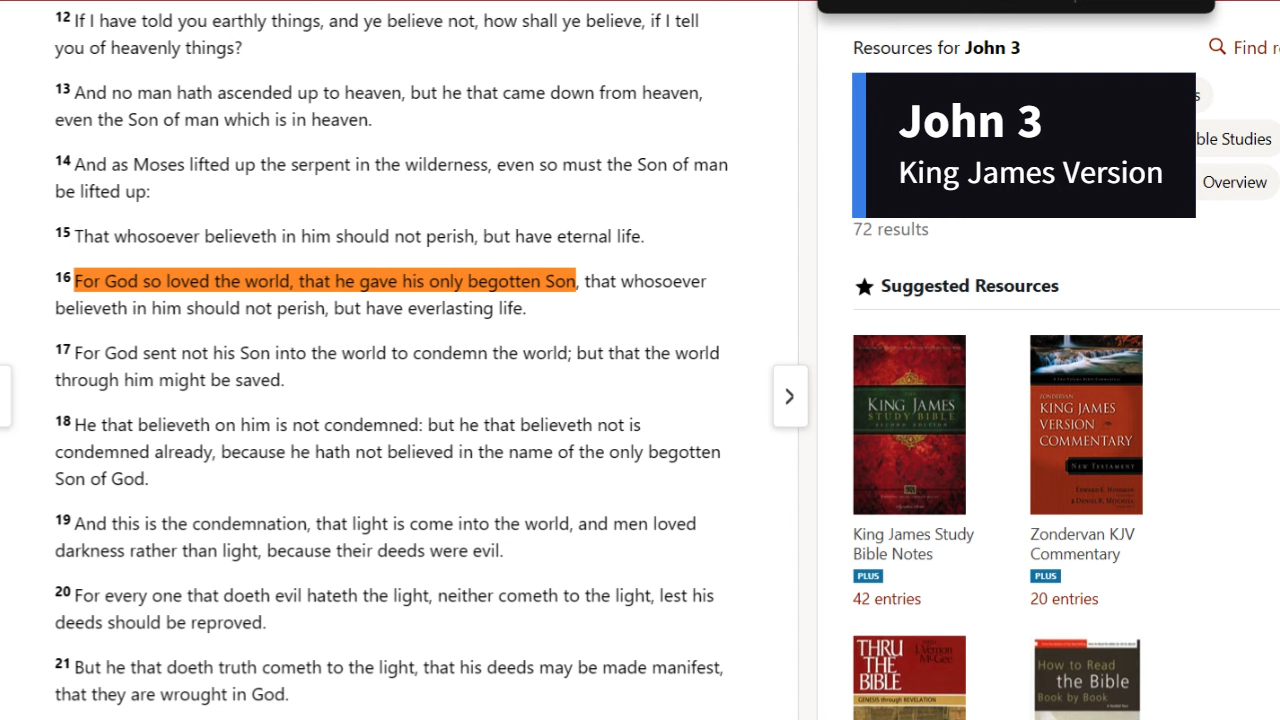 12 If I have told you earthly things, and ye believe not, how shall ye believe, if I tell
you of heavenly things?
13 And no man hath ascended up to heaven, but he that came down from heaven,
even the Son of man which is in heaven.
14 And as Moses lifted up the serpent in the wilderness, even so must the Son of man
be lifted up:
15 That whosoever believeth in him should not perish, but have eternal life.
16 For God so loved the world, that he gave his only begotten Son, that whosoever
believeth in him should not perish, but have everlasting life.
17 For God sent not his Son into the world to condemn the world; but that the world
through him might be saved.
18 He that believeth on him is not condemned: but he that believeth not is
condemned already, because he hath not believed in the name of the only begotten
Son of God.
19 And this is the condemnation, that light is come into the world, and men loved
darkness rather than light, because their deeds were evil.
20 For every one that doeth evil hateth the light, neither cometh to the light, lest his
deeds should be reproved.
21 But he that doeth truth cometh to the light, that his deeds may be made manifest,
that they are wrought in God.
Resources for John 3
Find r
John 3
King James Version
s
ble Studies
Overview
72 results
Suggested Resources
KING JAMES
STUDY BIBLE
SECOND EDITION
ZONDERVAN
KING JAMES
VERSION
COMMENTARY
NEW TESTAMENT
King James Study
Bible Notes
PLUS
42 entries
Zondervan KJV
Commentary
PLUS
20 entries
THRU
THE
BIBLE
J. Vernon
McGee
GENESIS through REVELATION
How to Read
the Bible
Book by Book